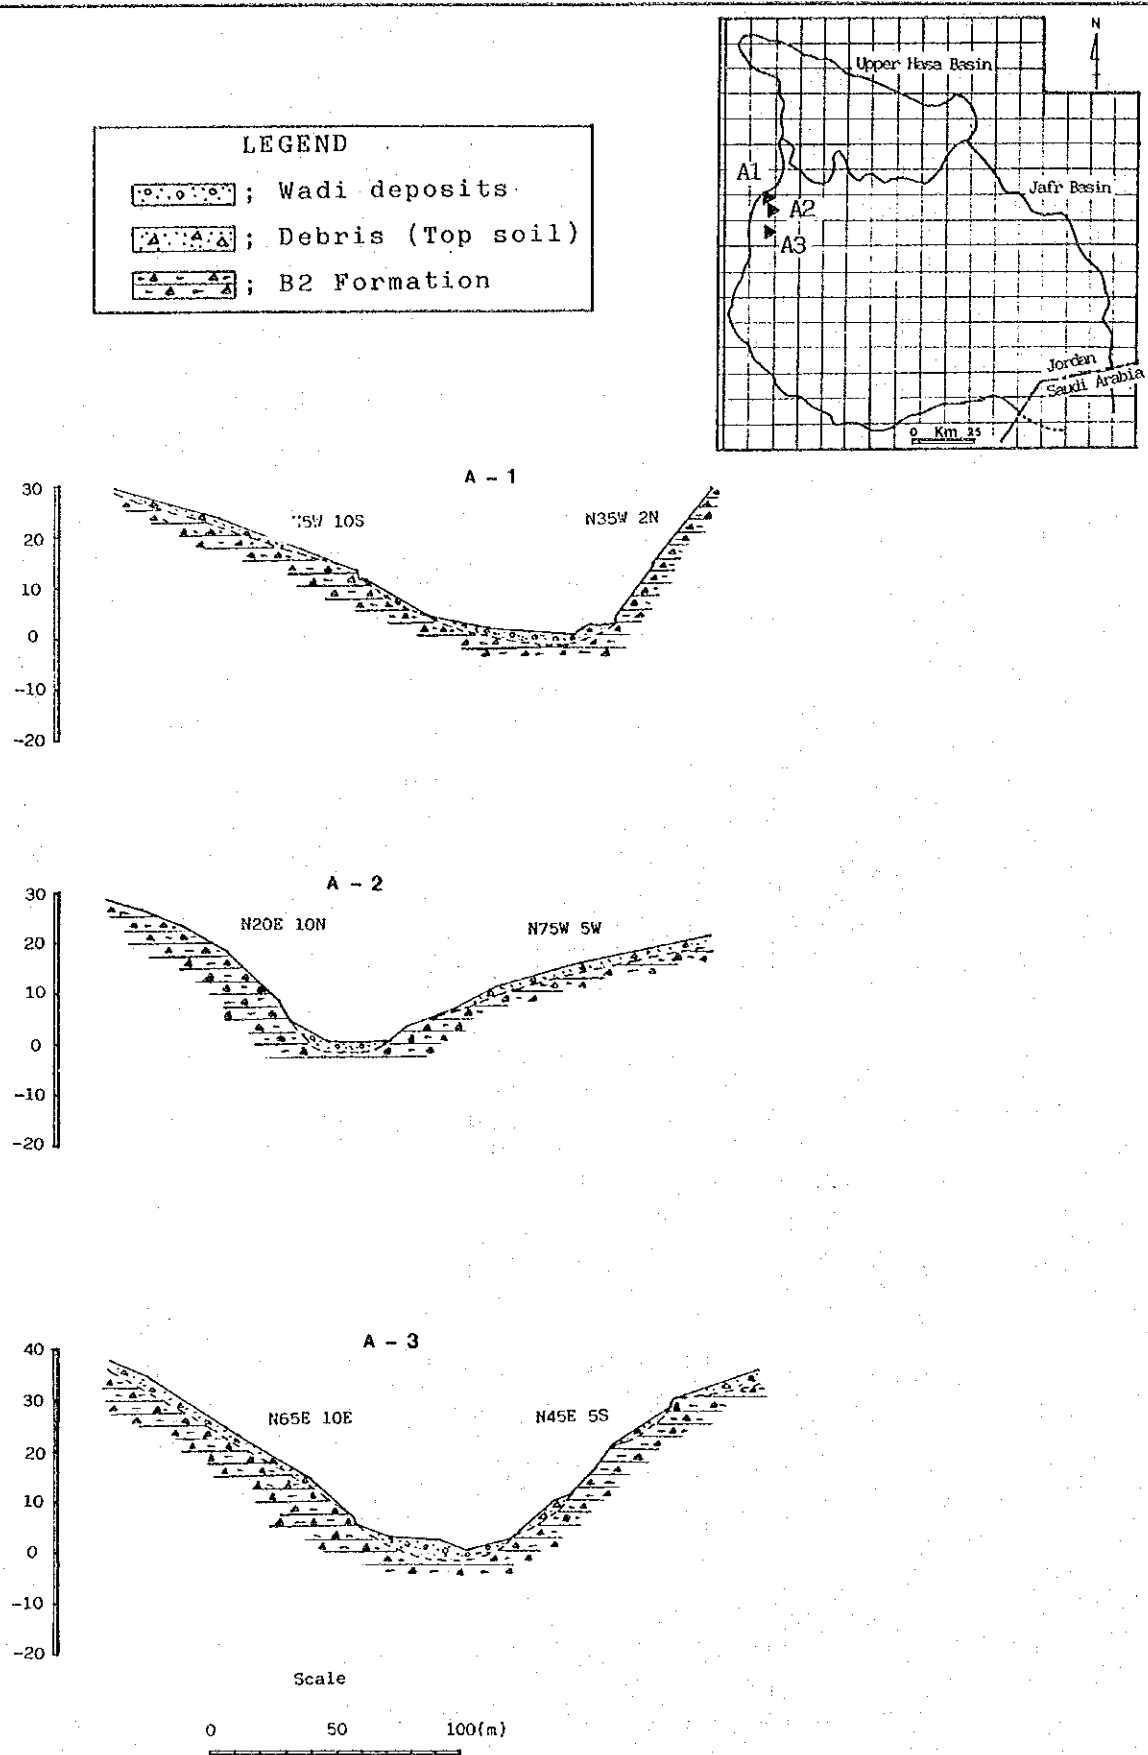 LEGEND
; Wadi deposits
; Debris (Top soil)
; B2 Formation
N
Upper Hasa Basin
A1
Jafr Basin
A2
A3
Jordan
Saudi Arabia
0 Km 25
A - 1
30
20
10
0
-10
-20
5W 10S
N35W 2N
A - 2
30
20
10
0
-10
-20
N20E 10N
N75W 5W
A - 3
40
30
20
10
0
-10
-20
N65E 10E
N45E 5S
Scale
0 50 100(m)